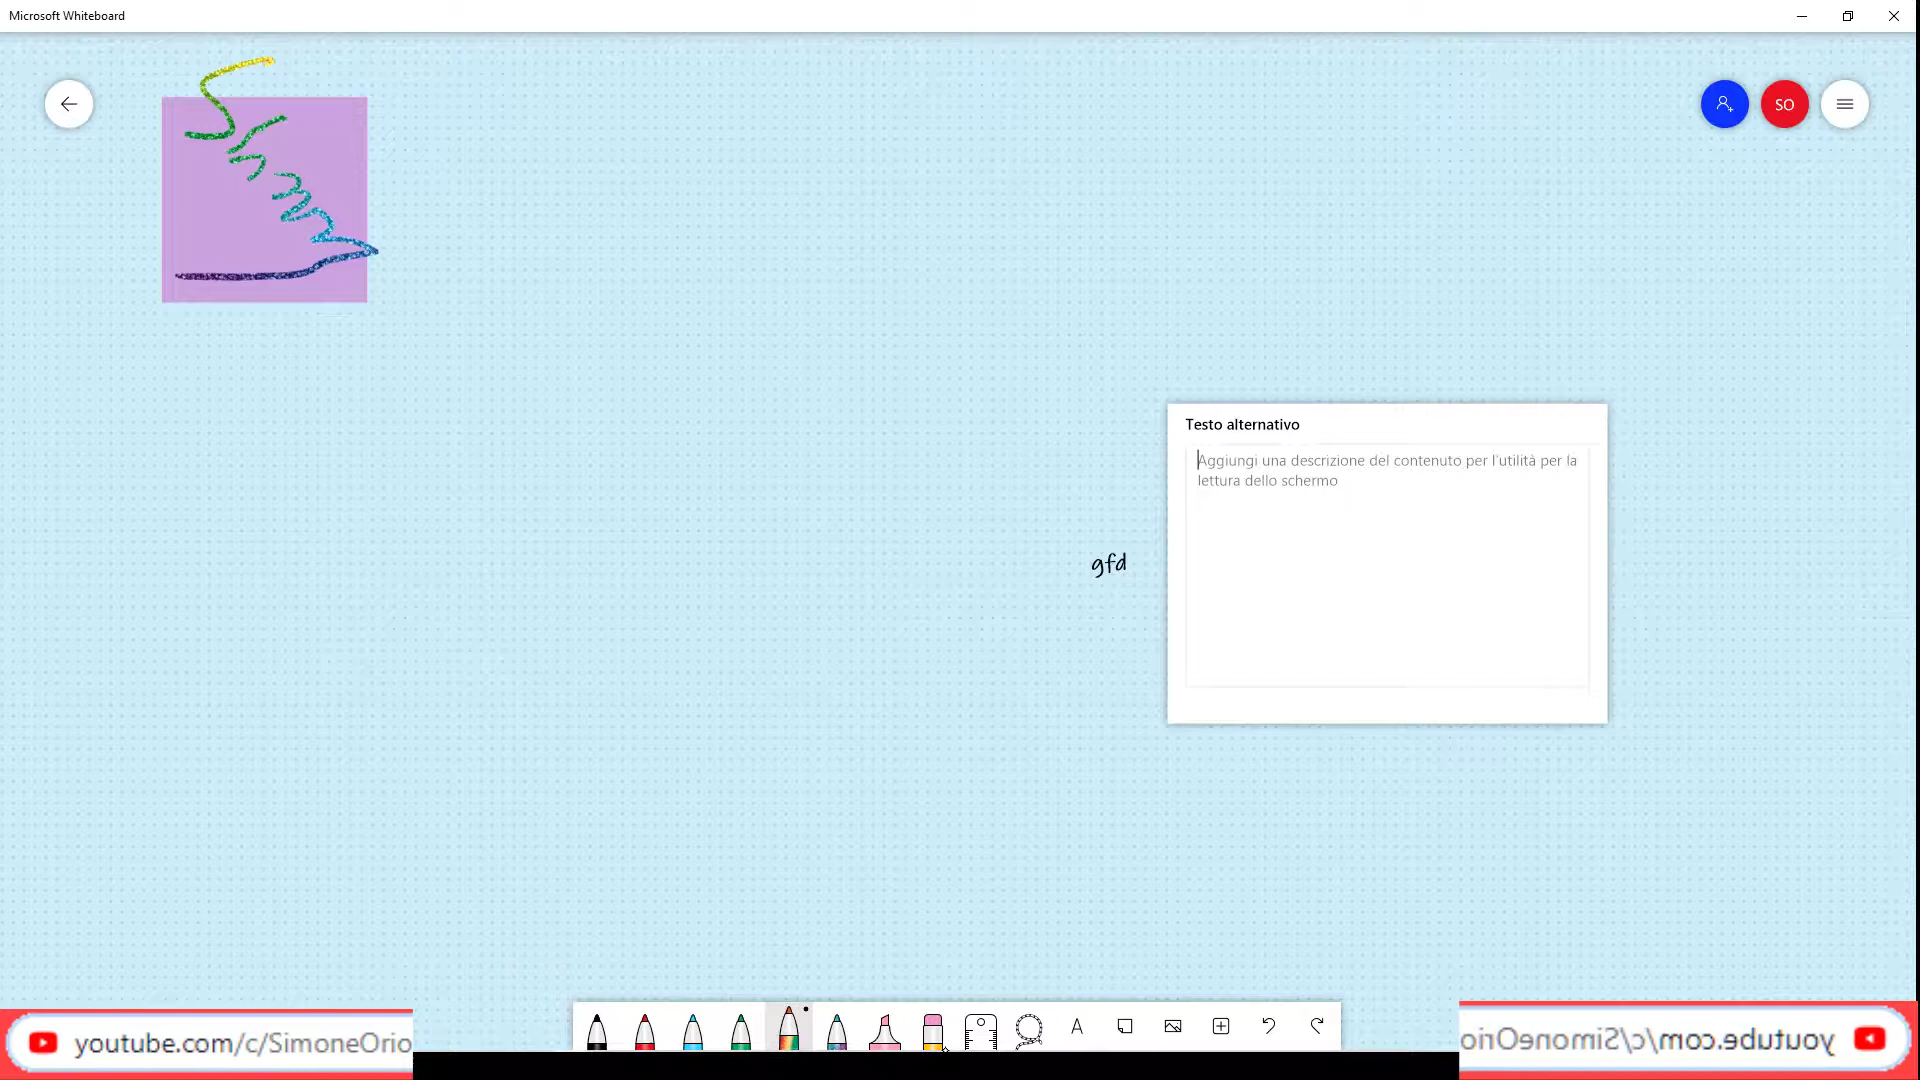 Microsoft Whiteboard
SO
Testo alternativo
Aggiungi una descrizione del contenuto per l'utilità per la
lettura dello schermo
gfd
A
youtube.com/c/SimoneOrio
youtube.com/c/SimoneOrio